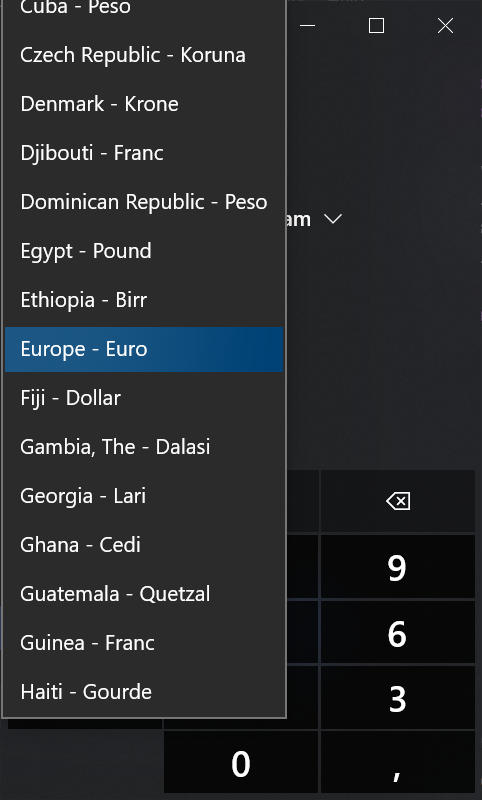 Cuba - Peso
Czech Republic - Koruna
Denmark - Krone
Djibouti - Franc
Dominican Republic - Peso
am
Egypt - Pound
Ethiopia - Birr
Europe - Euro
Fiji - Dollar
Gambia, The - Dalasi
Georgia - Lari
Ghana - Cedi
9
Guatemala - Quetzal
6
Guinea - Franc
Haiti - Gourde
3
0
,